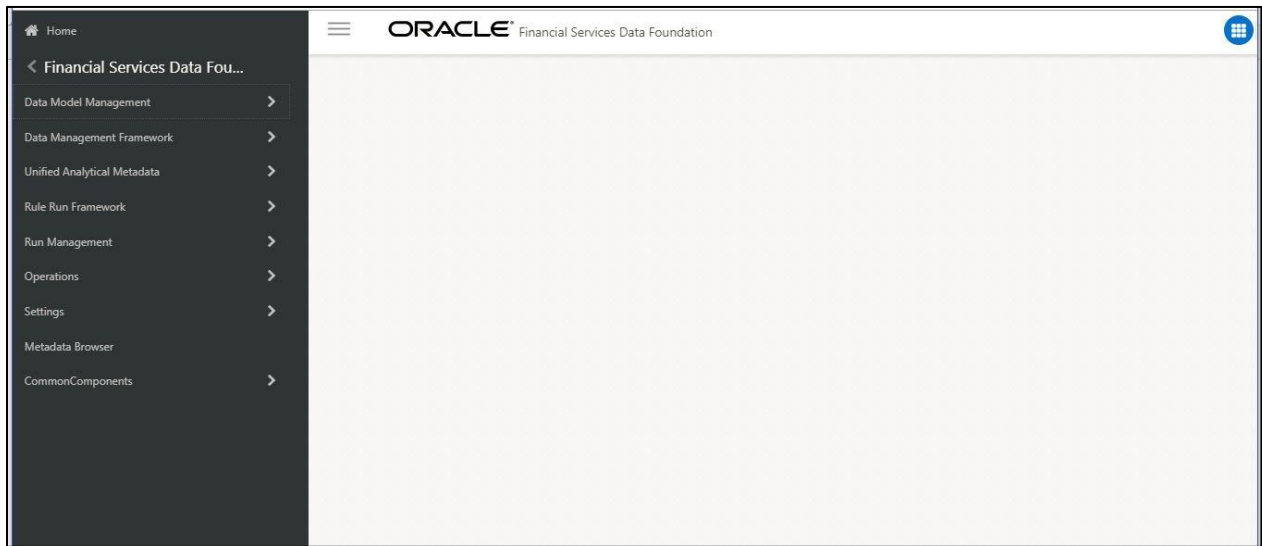 Home
ORACLE® Financial Services Data Foundation
Financial Services Data Fou...
Data Model Management
Data Management Framework
Unified Analytical Metadata
Rule Run Framework
Run Management
Operations
Settings
Metadata Browser
CommonComponents